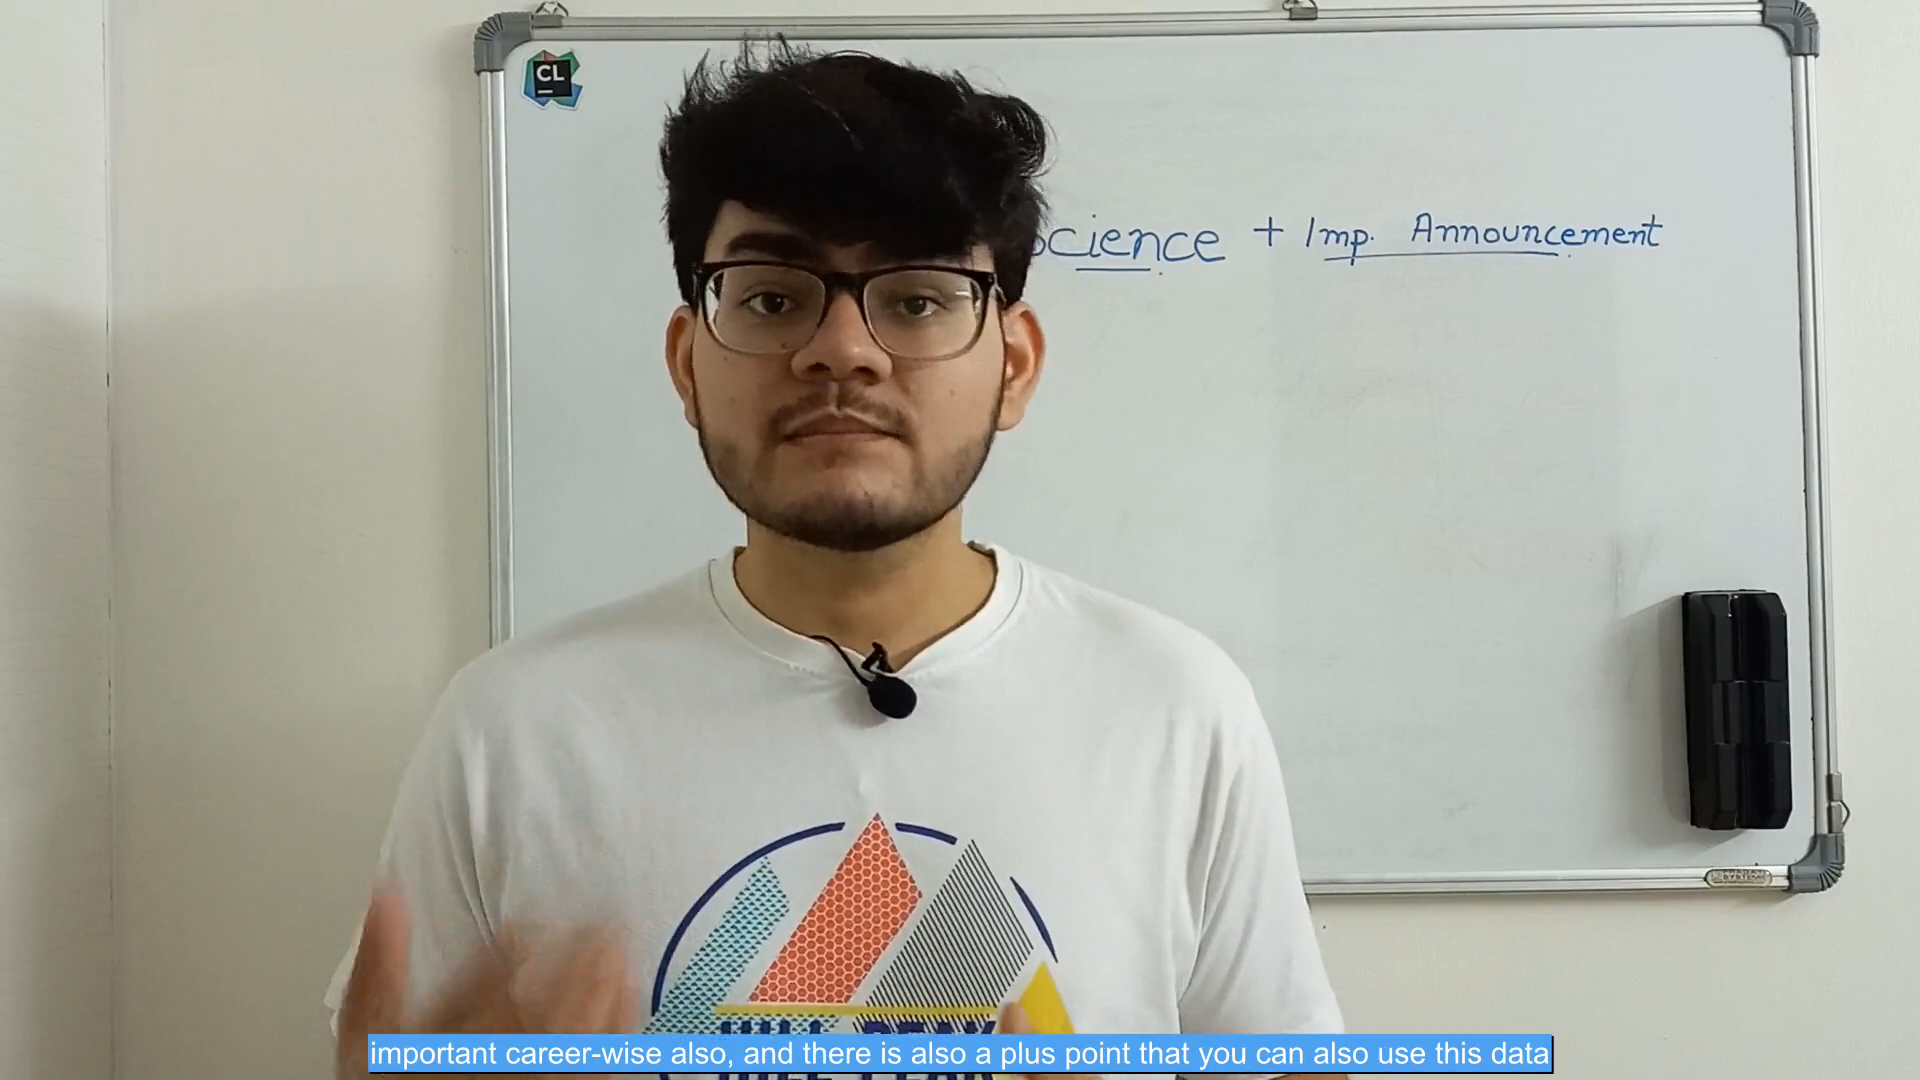 CL
Science + Imp. Announcement
important career-wise also, and there is also a plus point that you can also use this data